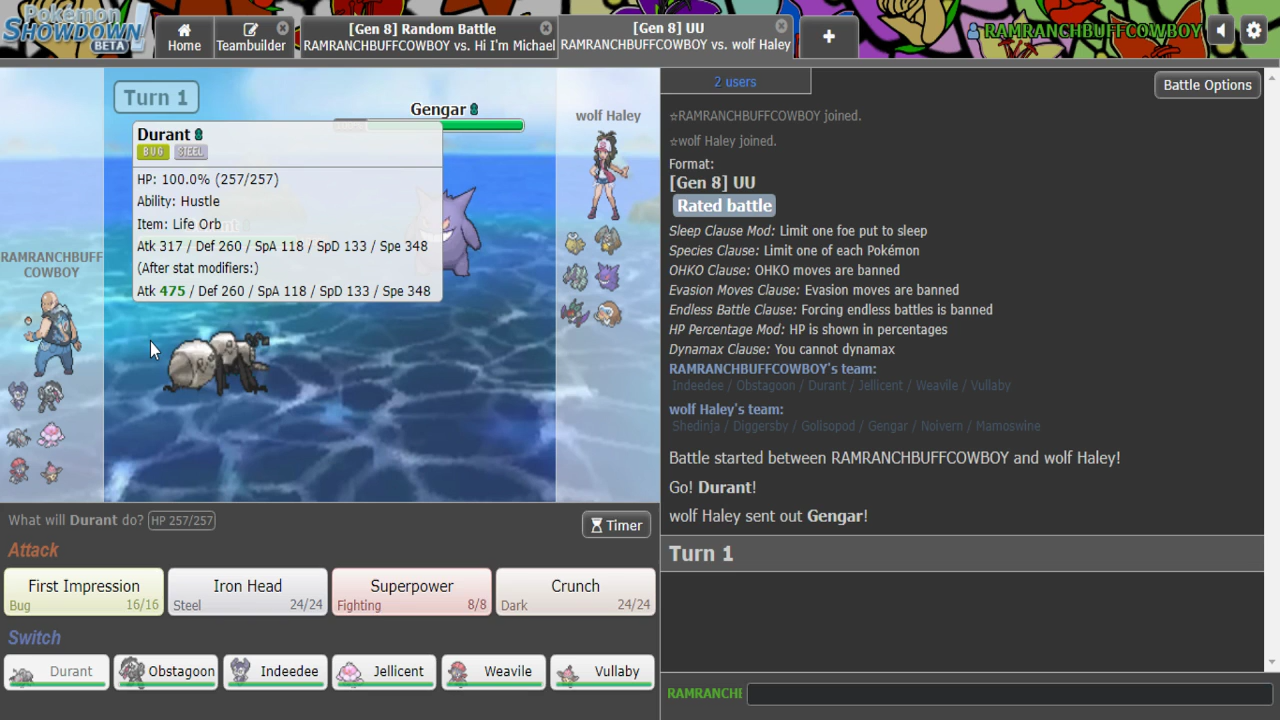 Pokémon
SHOWDOWN!
BETA
Home
Teambuilder
[Gen 8] Random Battle
RAMRANCHBUFFCOWBOY vs. Hi I'm Michael
[Gen 8] UU
RAMRANCHBUFFCOWBOY vs. wolf Haley
+
RAMRANCHBUFFCOWBOY
Turn 1
Gengar
Durant
BUG STEEL
HP: 100.0% (257/257)
Ability: Hustle
Item: Life Orb
Atk 317 / Def 260 / SpA 118 / SpD 133 / Spe 348
(After stat modifiers:)
Atk 475 / Def 260 / SpA 118 / SpD 133 / Spe 348
wolf Haley
RAMRANCHBUFF
COWBOY
What will Durant do? HP 257/257
Timer
Attack
First Impression
Bug 16/16
Iron Head
Steel 24/24
Superpower
Fighting 8/8
Crunch
Dark 24/24
Switch
Durant
Obstagoon
Indeedee
Jellicent
Weavile
Vullaby
2 users
Battle Options
☆RAMRANCHBUFFCOWBOY joined.
☆wolf Haley joined.
Format:
[Gen 8] UU
Rated battle
Sleep Clause Mod: Limit one foe put to sleep
Species Clause: Limit one of each Pokémon
OHKO Clause: OHKO moves are banned
Evasion Moves Clause: Evasion moves are banned
Endless Battle Clause: Forcing endless battles is banned
HP Percentage Mod: HP is shown in percentages
Dynamax Clause: You cannot dynamax
RAMRANCHBUFFCOWBOY's team:
Indeedee / Obstagoon / Durant / Jellicent / Weavile / Vullaby
wolf Haley's team:
Shedinja / Diggersby / Golisopod / Gengar / Noivern / Mamoswine
Battle started between RAMRANCHBUFFCOWBOY and wolf Haley!
Go! Durant!
wolf Haley sent out Gengar!
Turn 1
RAMRANCHE